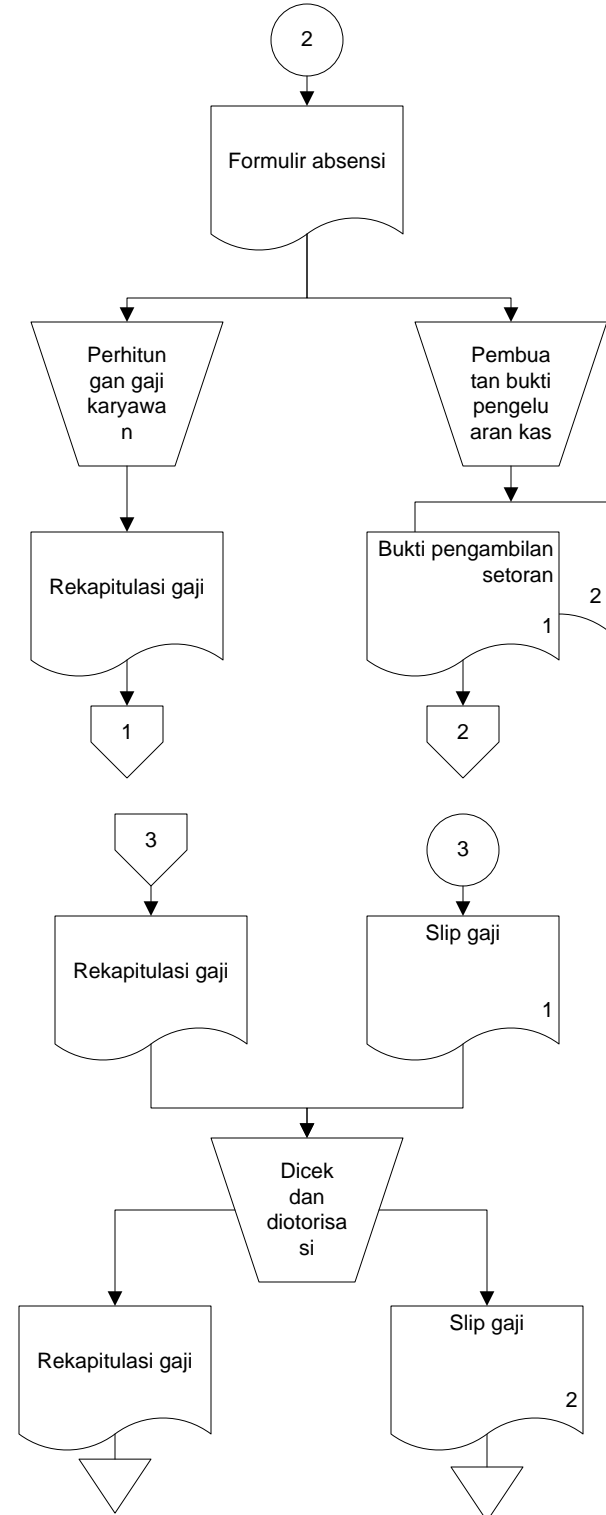 2
Formulir absensi
Perhitun
gan gaji
karyawa
n
Pembua
tan bukti
pengelu
aran kas
Rekapitulasi gaji
Bukti pengambilan
setoran
1
2
1
2
3
3
Rekapitulasi gaji
Slip gaji
1
Dicek
dan
diotorisa
si
Rekapitulasi gaji
Slip gaji
2